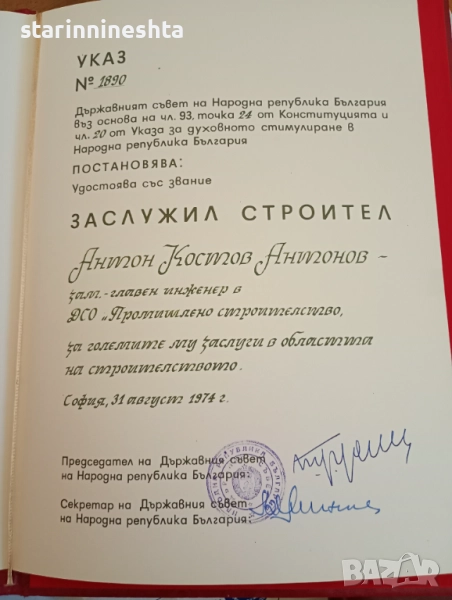 starinnineshta
УКАЗ
№ 1890
Държавният съвет на Народна република България
въз основа на чл. 93, точка 24 от Конституцията и
чл. 20 от Указа за духовното стимулиране в
Народна република България
ПОСТАНОВЯВА:
Удостоява със звание
ЗАСЛУЖИЛ СТРОИТЕЛ
Антон Костов Антонов –
зам.-главен инженер в
ДСО „Промишлено строителство,
за големите му заслуги в областта
на строителството.
София, 31 август 1974 г.
Председател на Държавния съвет
на Народна република България:
Секретар на Държавния съвет
на Народна република България:
BAZAR